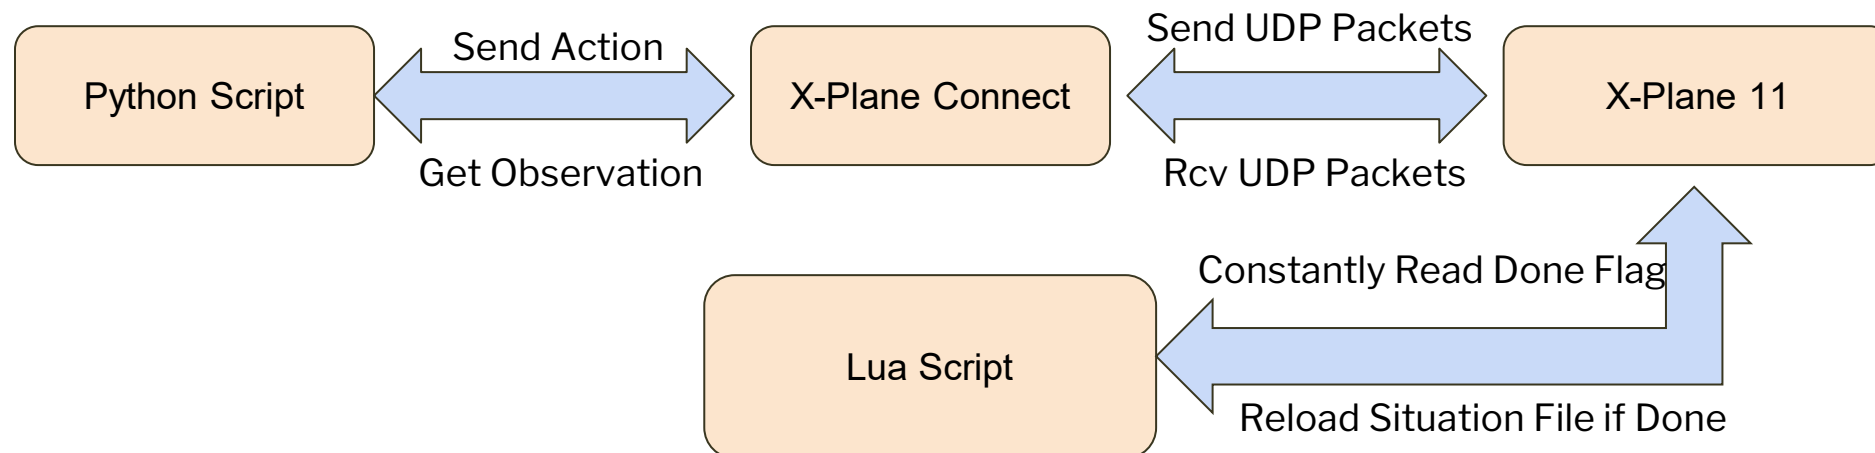 Send Action
Send UDP Packets
Python Script
X-Plane Connect
X-Plane 11
Get Observation
Rcv UDP Packets
Constantly Read Done Flag
Lua Script
Reload Situation File if Done